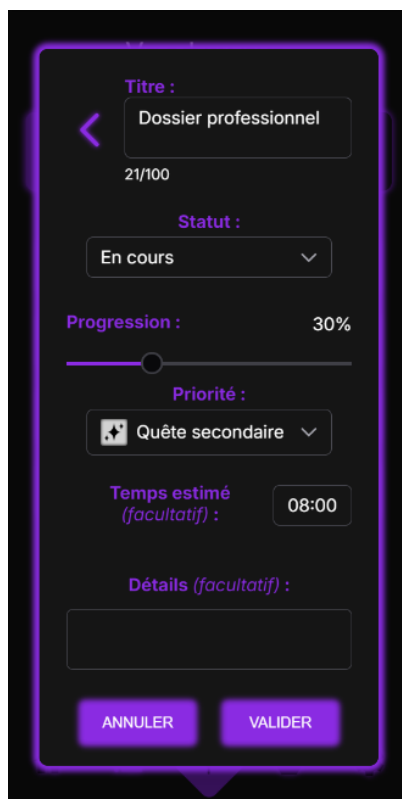 Titre :
Dossier professionnel
21/100
Statut :
En cours
Progression :
30%
Priorité :
Quête secondaire
Temps estimé
(facultatif) :
08:00
Détails (facultatif) :
ANNULER
VALIDER